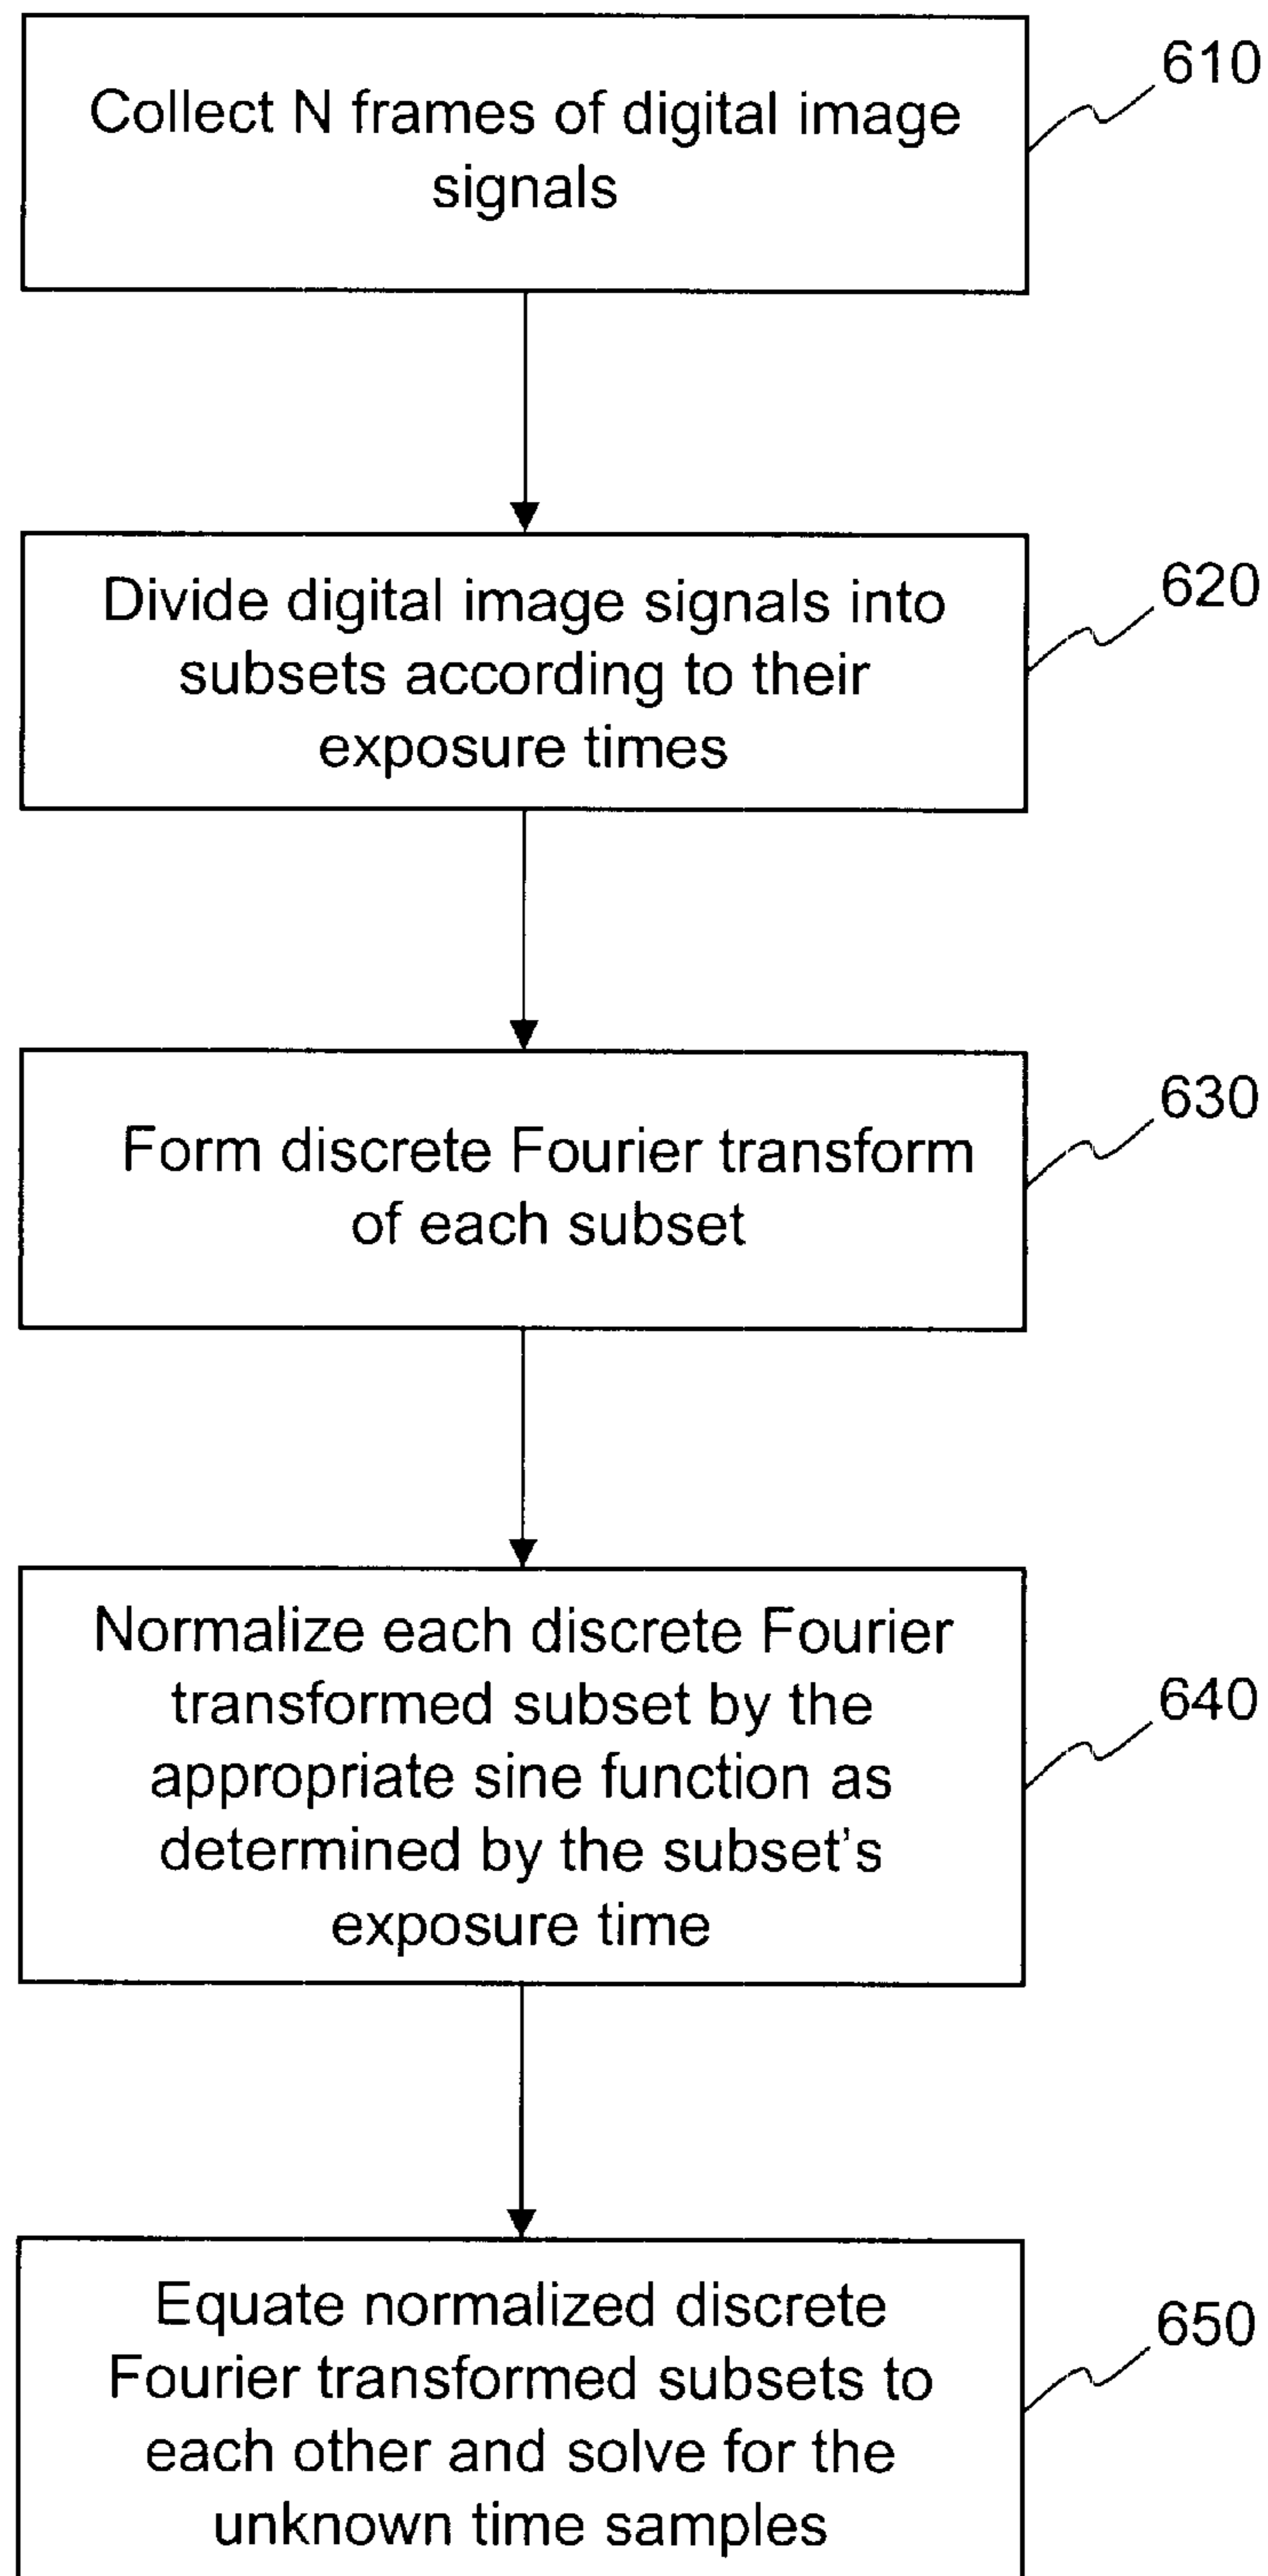 Collect N frames of digital image
signals
610
Divide digital image signals into
subsets according to their
exposure times
620
Form discrete Fourier transform
of each subset
630
Normalize each discrete Fourier
transformed subset by the
appropriate sine function as
determined by the subset's
exposure time
640
Equate normalized discrete
Fourier transformed subsets to
each other and solve for the
unknown time samples
650